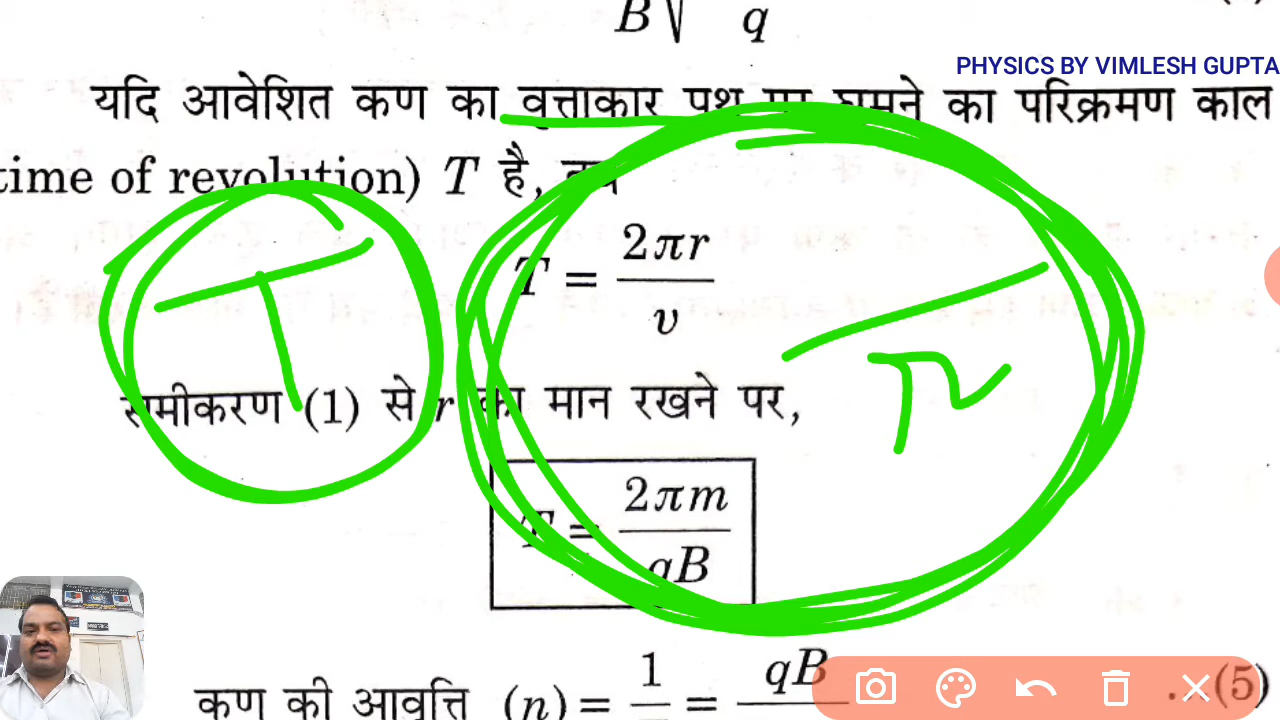 B√ q
PHYSICS BY VIMLESH GUPTA
यदि आवेशित कण का वृत्ताकार पथ पर घूमने का परिक्रमण काल
time of revolution) T है, तब
T = 2πr / v
T
π
समीकरण (1) से r का मान रखने पर,
T = 2πm / qB
कण की आवृत्ति (n) = 1 = qB ...(5)